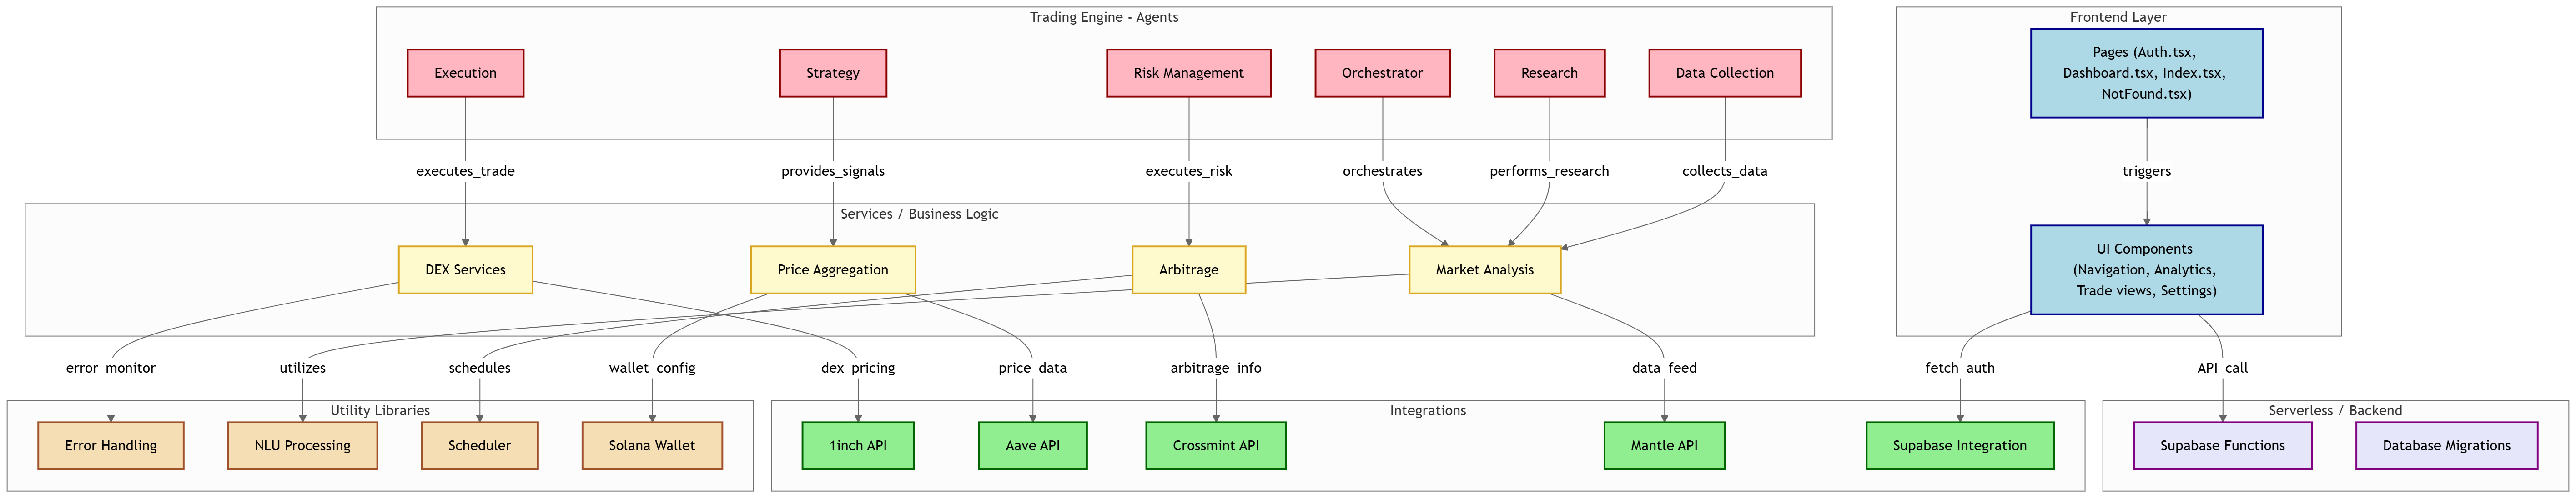 Trading Engine - Agents
Frontend Layer
Execution
Strategy
Risk Management
Orchestrator
Research
Data Collection
Pages (Auth.tsx,
Dashboard.tsx, Index.tsx,
NotFound.tsx)
executes_trade
provides_signals
executes_risk
orchestrates
performs_research
collects_data
triggers
Services / Business Logic
DEX Services
Price Aggregation
Arbitrage
Market Analysis
UI Components
(Navigation, Analytics,
Trade views, Settings)
error_monitor
utilizes
schedules
wallet_config
dex_pricing
price_data
arbitrage_info
data_feed
fetch_auth
API_call
Utility Libraries
Integrations
Serverless / Backend
Error Handling
NLU Processing
Scheduler
Solana Wallet
1inch API
Aave API
Crossmint API
Mantle API
Supabase Integration
Supabase Functions
Database Migrations